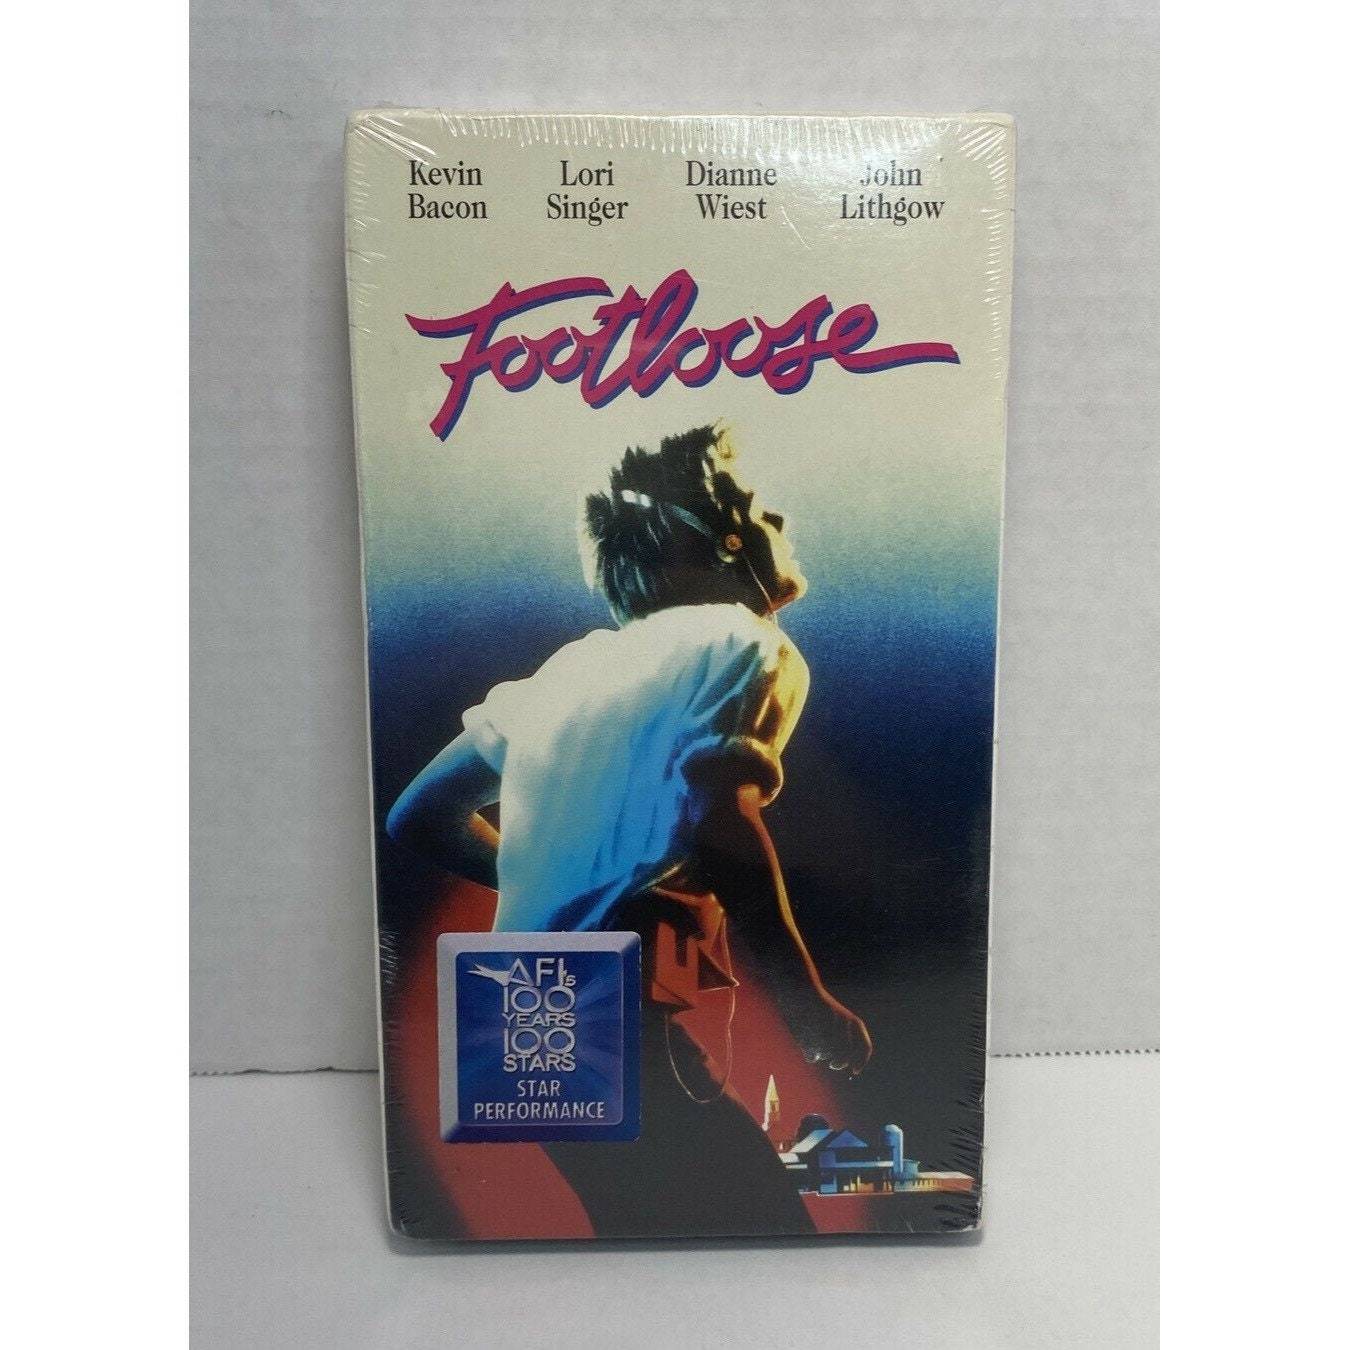 Kevin Lori Dianne John
Bacon Singer Wiest Lithgow
Footloose
AFI's
100
YEARS
100
STARS
STAR
PERFORMANCE